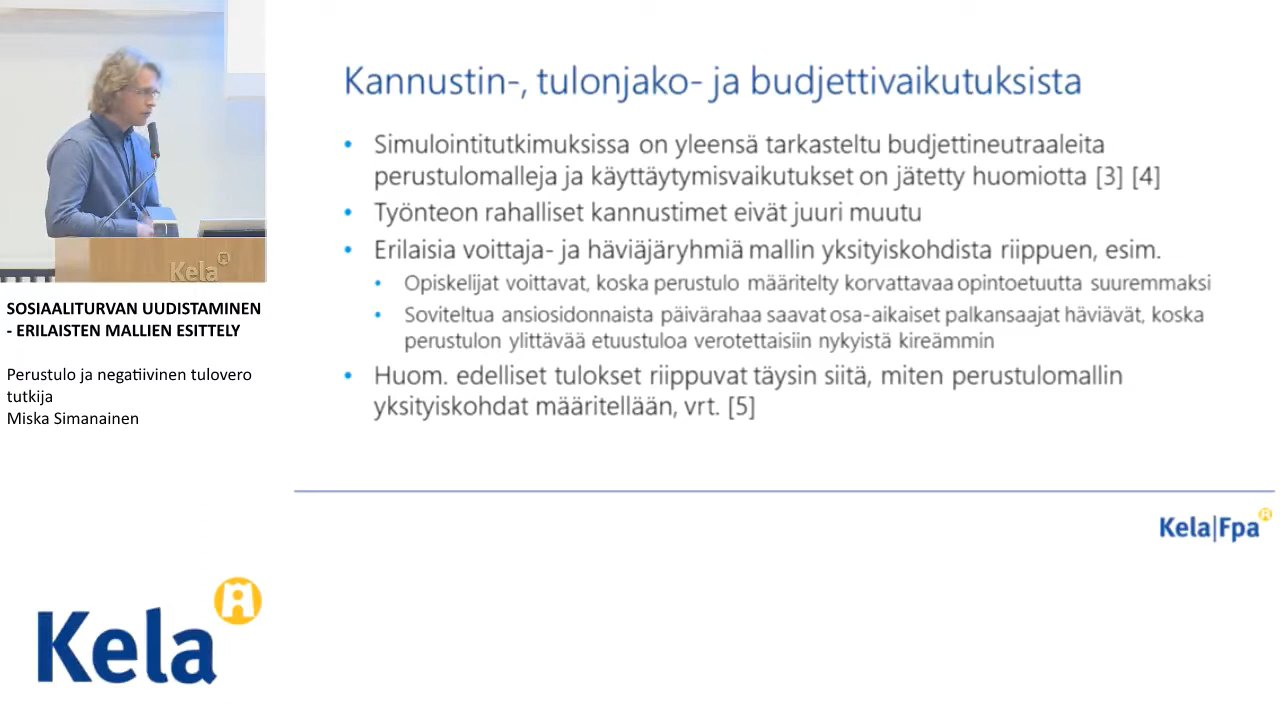 Kela
SOSIAALITURVAN UUDISTAMINEN
- ERILAISTEN MALLIEN ESITTELY
Perustulo ja negatiivinen tulovero
tutkija
Miska Simanainen
Kela
Kannustin-, tulonjako- ja budjettivaikutuksista
• Simulointitutkimuksissa on yleensä tarkasteltu budjettineutraaleita
perustulomalleja ja käyttäytymisvaikutukset on jätetty huomiotta [3] [4]
• Työnteon rahalliset kannustimet eivät juuri muutu
• Erilaisia voittaja- ja häviäjäryhmiä mallin yksityiskohdista riippuen, esim.
• Opiskelijat voittavat, koska perustulo määritelty korvattavaa opintoetuutta suuremmaksi
• Soviteltua ansiosidonnaista päivärahaa saavat osa-aikaiset palkansaajat häviävät, koska
perustulon ylittävää etuustuloa verotettaisiin nykyistä kireämmin
• Huom. edelliset tulokset riippuvat täysin siitä, miten perustulomallin
yksityiskohdat määritellään, vrt. [5]
Kela|Fpa